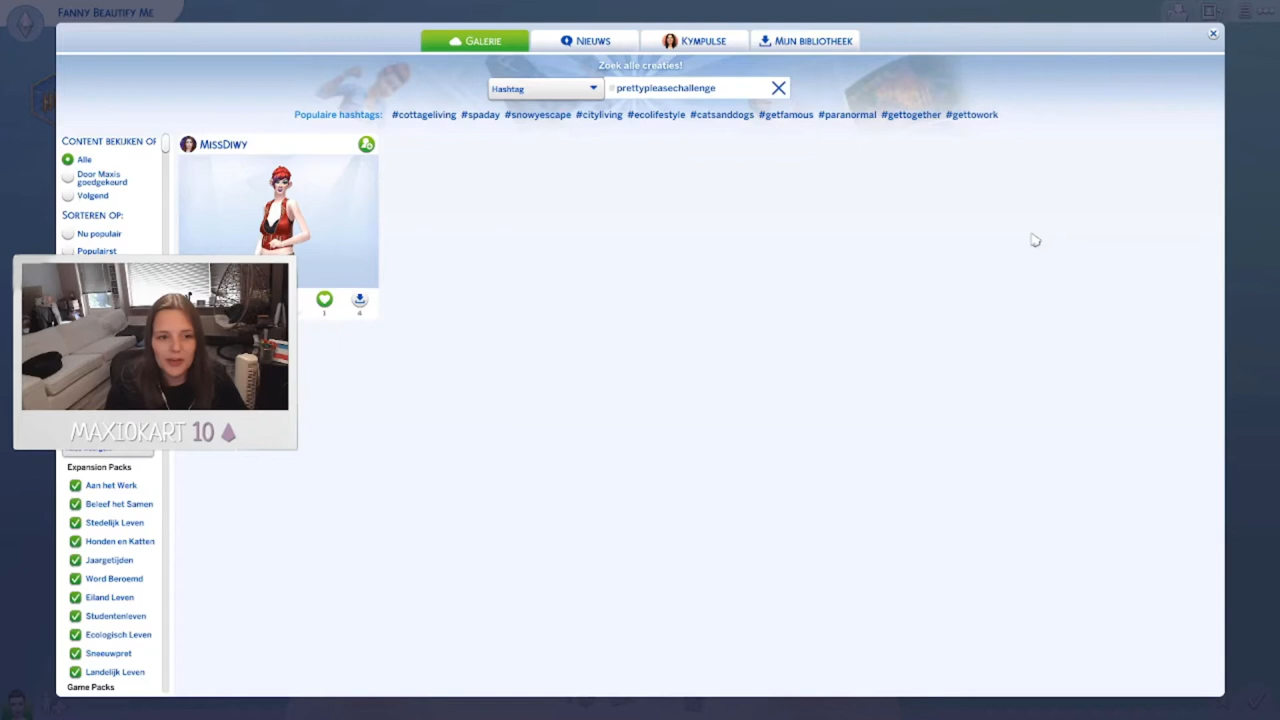 FANNY BEAUTIFY ME
GALERIE
NIEUWS
KYMPULSE
MIJN BIBLIOTHEEK
Zoek alle creaties!
Hashtag
# prettypleasechallenge
Populaire hashtags: #cottageliving #spaday #snowyescape #cityliving #ecolifestyle #catsanddogs #getfamous #paranormal #gettogether #gettowork
CONTENT BEKIJKEN OF
Alle
Door Maxis
goedgekeurd
Volgend
SORTEREN OP:
Nu populair
Populairst
MISSDIWY
1
4
MAXIOKART 10
Expansion Packs
Aan het Werk
Beleef het Samen
Stedelijk Leven
Honden en Katten
Jaargetijden
Word Beroemd
Eiland Leven
Studentenleven
Ecologisch Leven
Sneeuwpret
Landelijk Leven
Game Packs